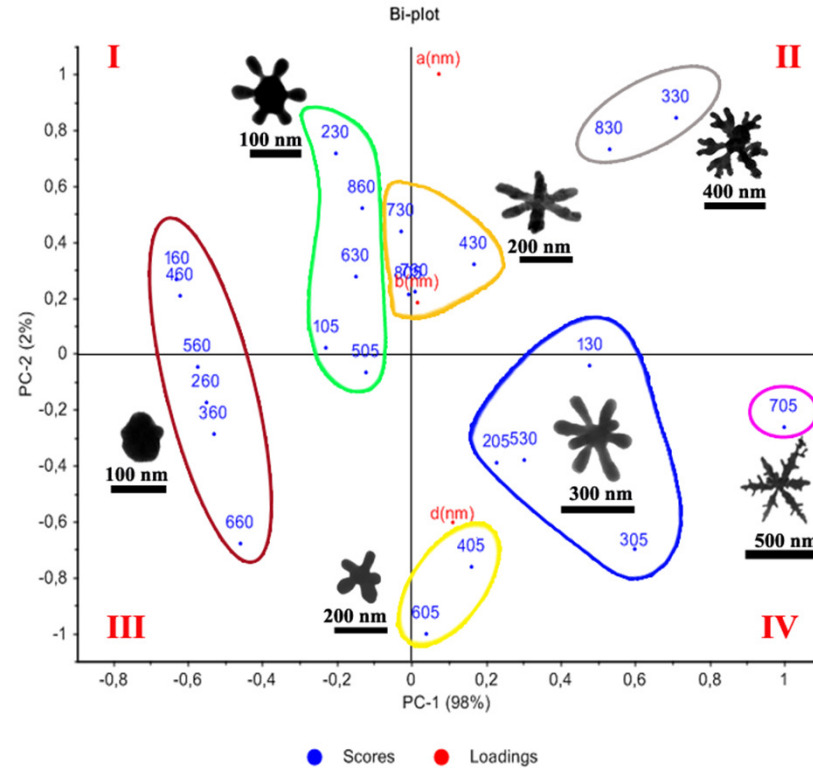 Bi-plot
I
II
a(nm)
1
330
230
830
100 nm
0,8
400 nm
860
0,6
730
200 nm
430
0,4
630
160
460
b(nm)
0,2
105
505
130
560
0
260
705
360
-0,2
205
530
100 nm
-0,4
300 nm
500 nm
660
d(nm)
-0,6
405
305
200 nm
-0,8
605
III
IV
-1
PC-2 (2%)
-0,8
-0,6
-0,4
-0,2
0
0,2
0,4
0,6
0,8
1
PC-1 (98%)
Scores
Loadings